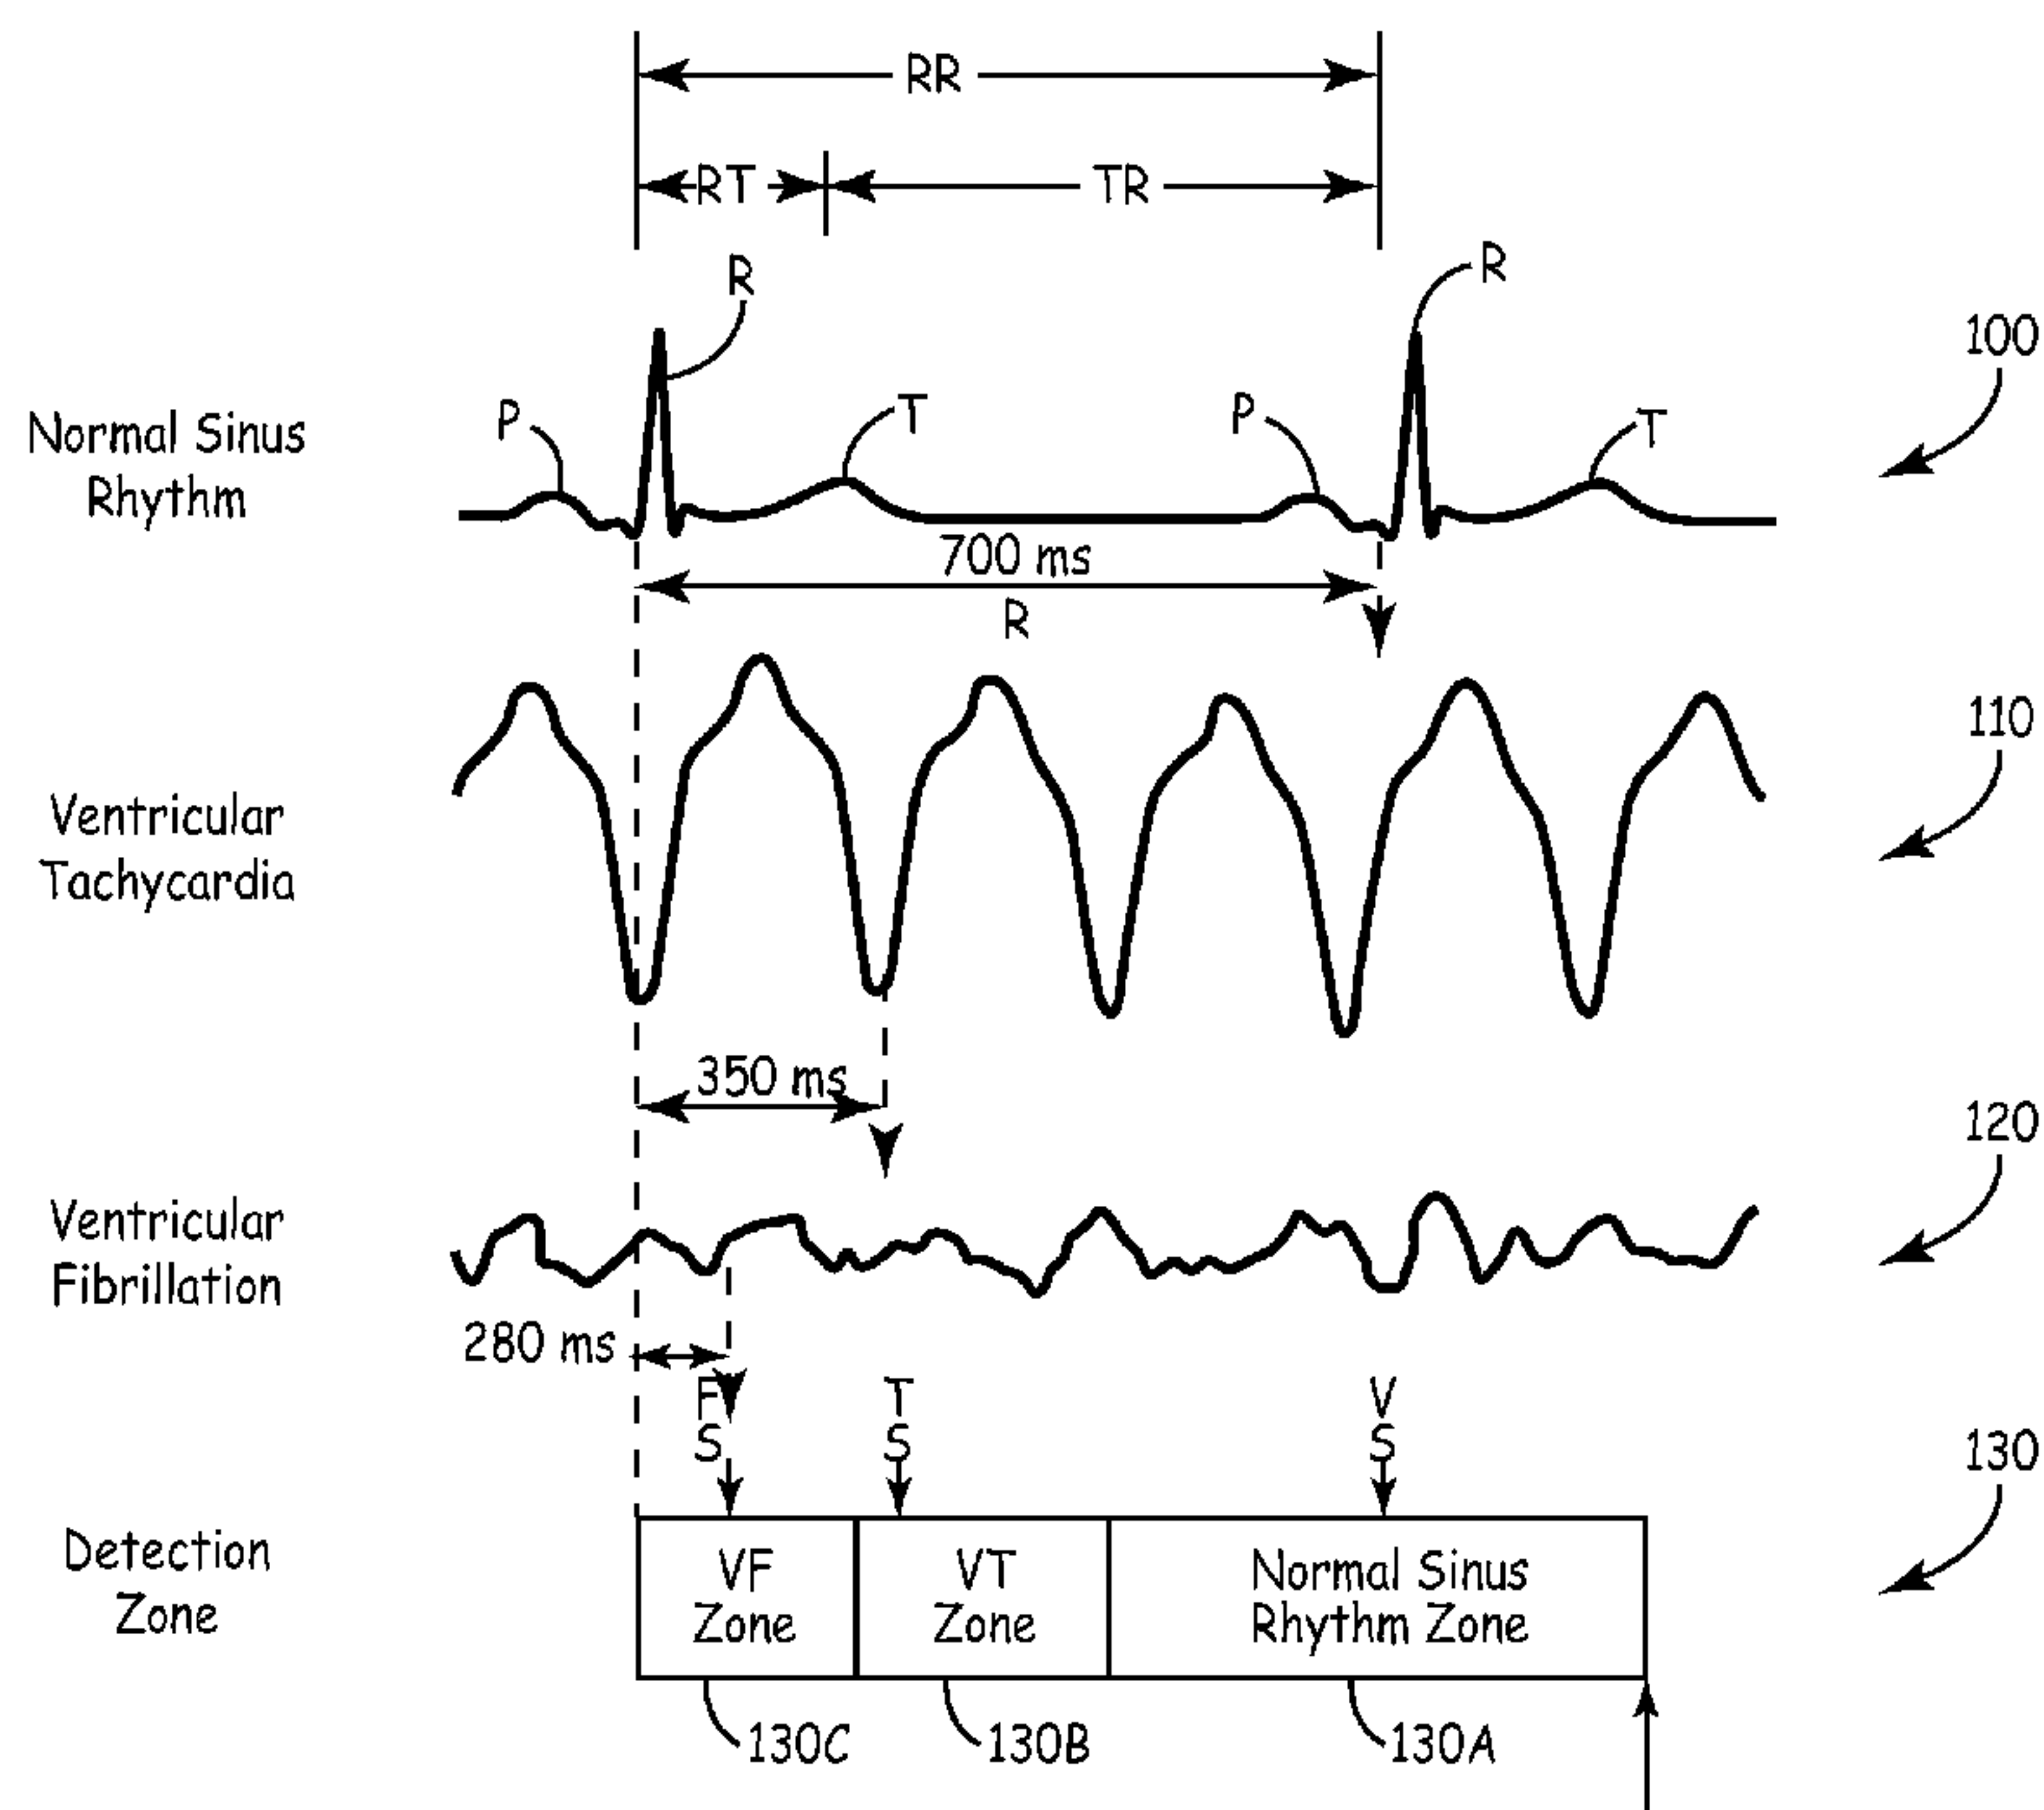 RR
RT
TR
R
R
100
P
T
P
T
Normal Sinus
Rhythm
700 ms
R
110
Ventricular
Tachycardia
350 ms
120
Ventricular
Fibrillation
280 ms
F
S
T
S
V
S
130
Detection
Zone
VF
Zone
VT
Zone
Normal Sinus
Rhythm Zone
130C
130B
130A